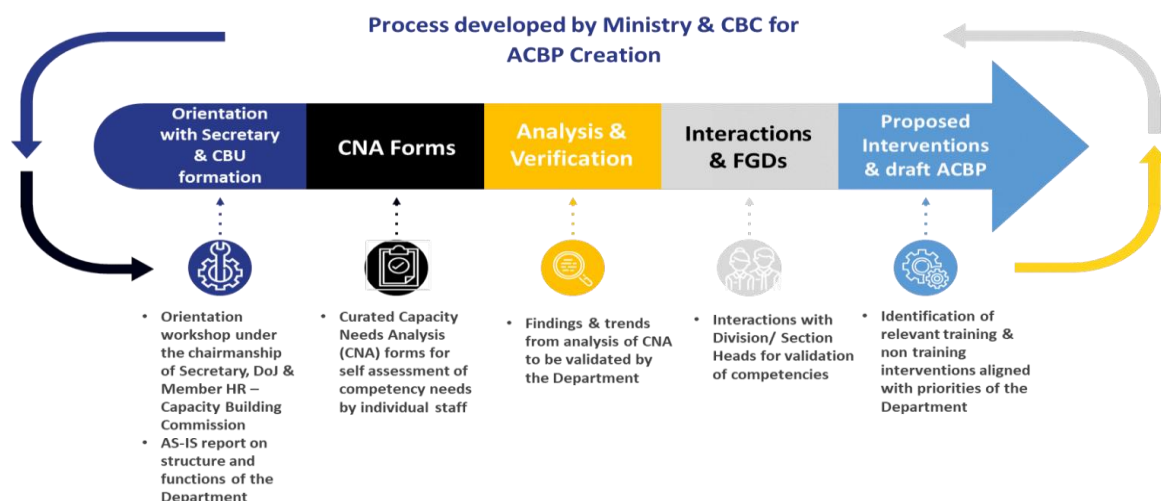 Process developed by Ministry & CBC for
ACBP Creation
Orientation
with Secretary
& CBU
formation
CNA Forms
Analysis &
Verification
Interactions
& FGDs
Proposed
Interventions
& draft ACBP
• Orientation
workshop under
the chairmanship
of Secretary, DoJ &
Member HR –
Capacity Building
Commission
• AS-IS report on
structure and
functions of the
Department
• Curated Capacity
Needs Analysis
(CNA) forms for
self assessment of
competency needs
by individual staff
• Findings & trends
from analysis of CNA
to be validated by
the Department
• Interactions with
Division/ Section
Heads for validation
of competencies
• Identification of
relevant training &
non training
interventions aligned
with priorities of the
Department